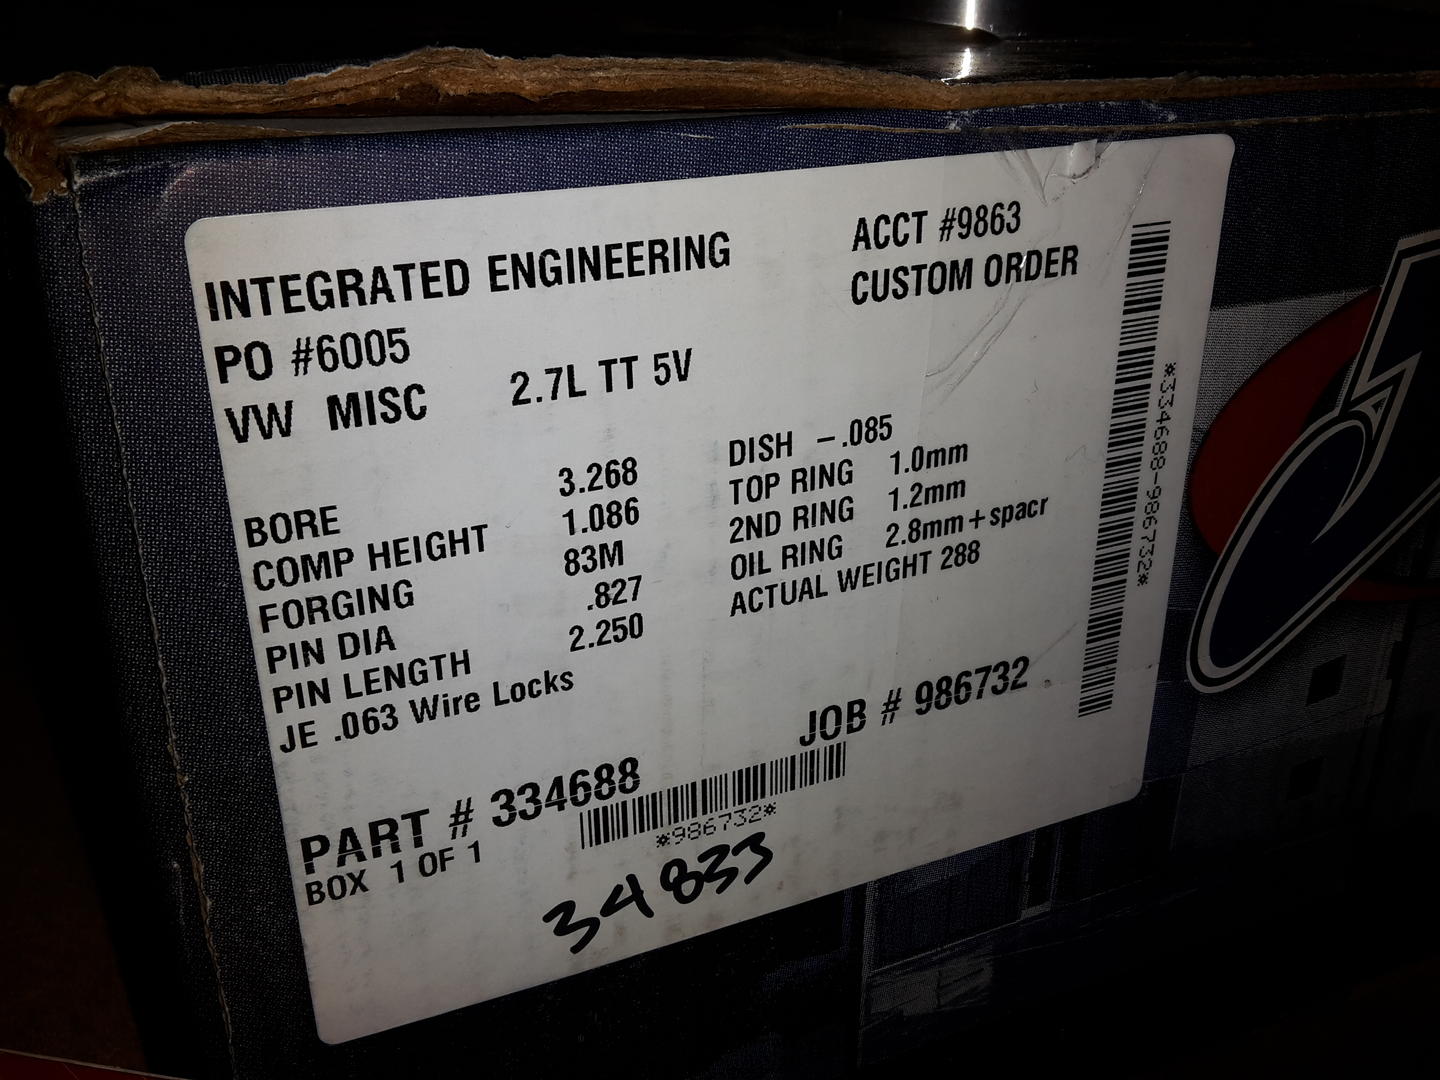 INTEGRATED ENGINEERING
ACCT #9863
PO #6005
CUSTOM ORDER
VW MISC 2.7L TT 5V
BORE 3.268
COMP HEIGHT 1.086
FORGING 83M
PIN DIA .827
PIN LENGTH 2.250
JE .063 Wire Locks
DISH -.085
TOP RING 1.0mm
2ND RING 1.2mm
OIL RING 2.8mm+spacr
ACTUAL WEIGHT 288
JOB # 986732
PART # 334688
*986732*
BOX 1 OF 1
34833
*334688-986732*